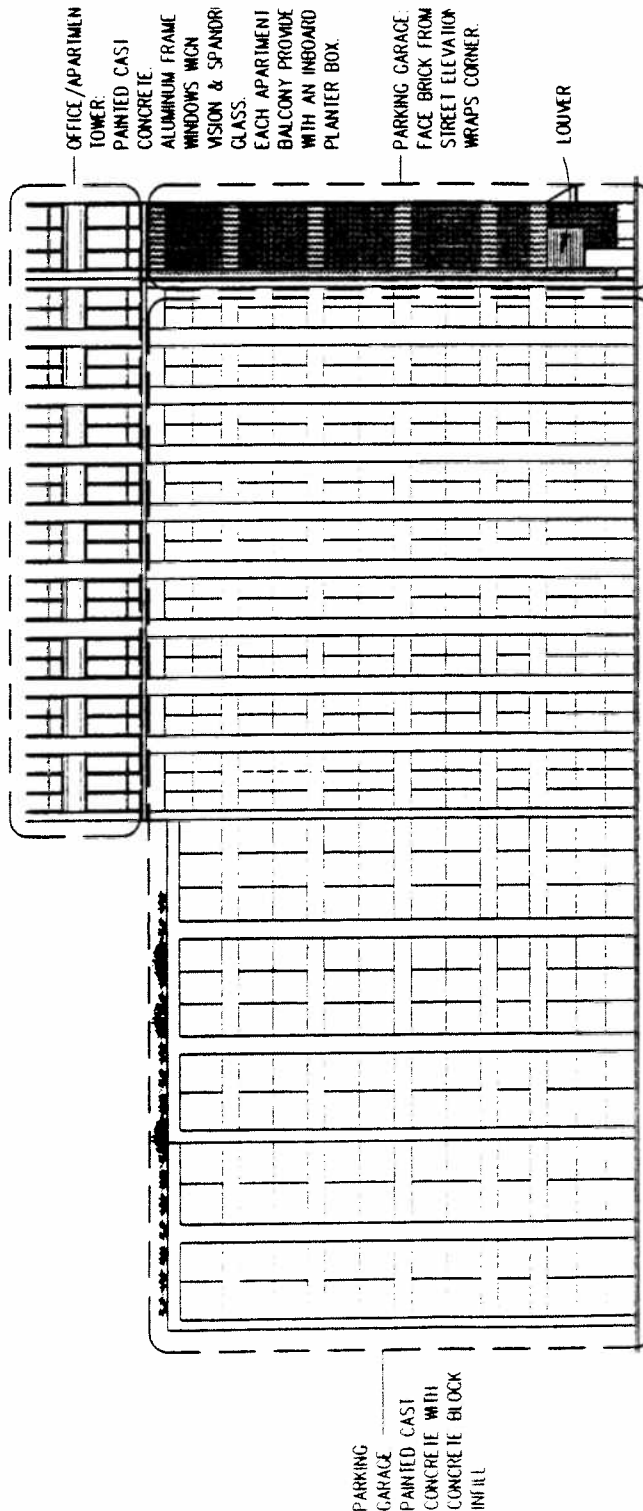 OFFICE/APARTMEN
TOWER:
PAINTED CAST
CONCRETE.
ALUMINUM FRAME
WINDOWS WIGN
VISION & SPANDR
GLASS.
EACH APARTMENT
BALCONY PROVIDE
WITH AN INBOARD
PLANTER BOX.
PARKING GARAGE:
FACE BRICK FROM
STREET ELEVATION
WRAPS CORNER.
LOUVER
PARKING
GARAGE
PAINTED CAST
CONCRETE WITH
CONCRETE BLOCK
INFILL